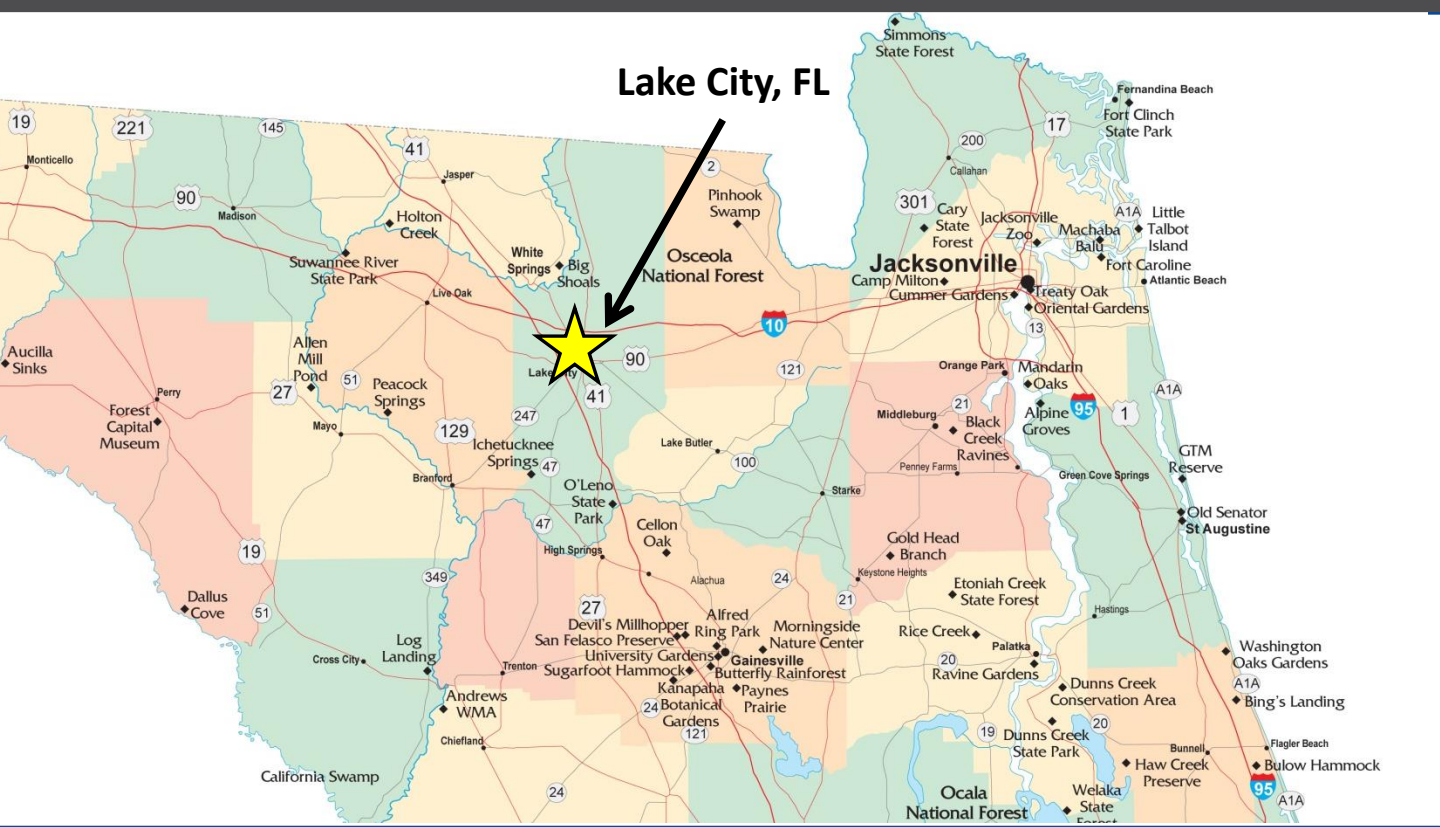 Lake City, FL
Simmons
State Forest
Fernandina Beach
Fort Clinch
State Park
19
221
145
41
17
200
Monticello
Jasper
2
Callahan
90
Madison
Holton
Creek
Pinhook
Swamp
301
Cary
State
Forest
Jacksonville
Zoo
Machaba
Balu
A1A
Little
Talbot
Island
White
Springs
Big
Shoals
Osceola
National Forest
Suwannee River
State Park
Jacksonville
Fort Caroline
Camp Milton
Atlantic Beach
Cummer Gardens
Treaty Oak
Oriental Gardens
Live Oak
10
13
Aucilla
Sinks
Allen
Mill
Pond
51
Peacock
Springs
90
121
Orange Park
Mandarin
Oaks
A1A
Perry
27
41
Forest
Capital
Museum
Mayo
247
129
Middleburg
21
Black
Creek
Ravines
Alpine
Groves
95
1
Ichetucknee
Springs
47
Lake Butler
100
Penney Farms
Green Cove Springs
GTM
Reserve
Branford
O'Leno
State
Park
Starke
47
Cellon
Oak
Old Senator
St Augustine
19
High Springs
Gold Head
Branch
Keystone Heights
349
Alachua
24
21
Etoniah Creek
State Forest
Hastings
Dallus
Cove
51
27
Devil's Millhopper
Alfred
Ring Park
Morningside
Nature Center
San Felasco Preserve
Rice Creek
Log
Landing
University Gardens
Gainesville
Palatka
Washington
Oaks Gardens
Cross City
Trenton
Sugarfoot Hammock
Butterfly Rainforest
20
Ravine Gardens
A1A
Andrews
WMA
Kanapaha
Botanical
Gardens
Paynes
Prairie
24
121
Dunns Creek
Conservation Area
Bing's Landing
Chiefland
19
Dunns Creek
State Park
20
Bunnell
Flagler Beach
California Swamp
24
Haw Creek
Preserve
Bulow Hammock
Ocala
National Forest
Welaka
State
Forest
95
A1A